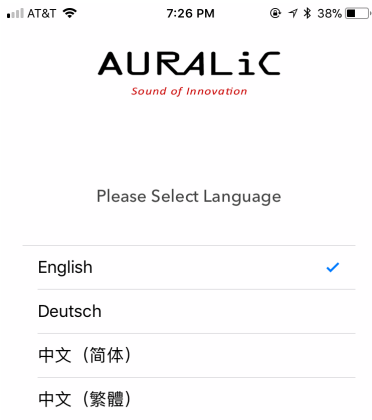 AT&T 7:26 PM 38%
AURALiC
Sound of Innovation
Please Select Language
English
Deutsch
中文（简体）
中文（繁體）